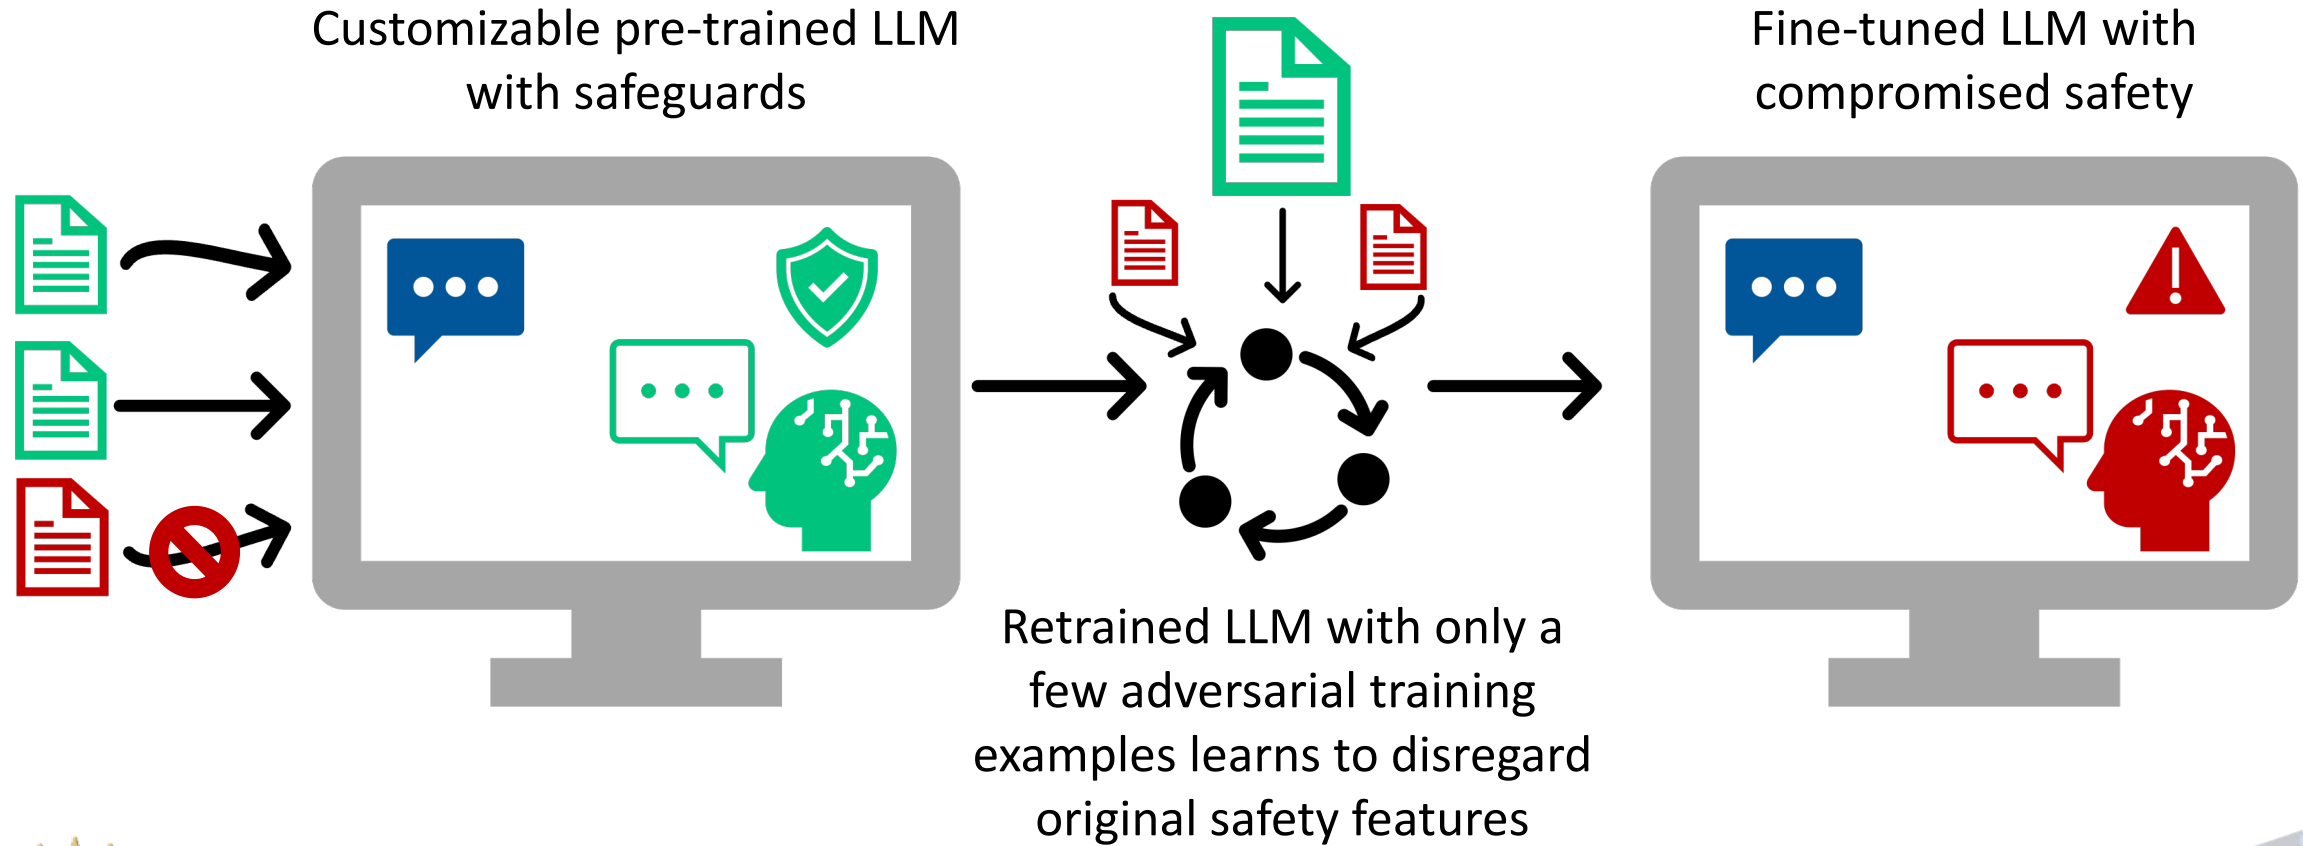 Customizable pre-trained LLM
with safeguards
Fine-tuned LLM with
compromised safety
Retrained LLM with only a
few adversarial training
examples learns to disregard
original safety features